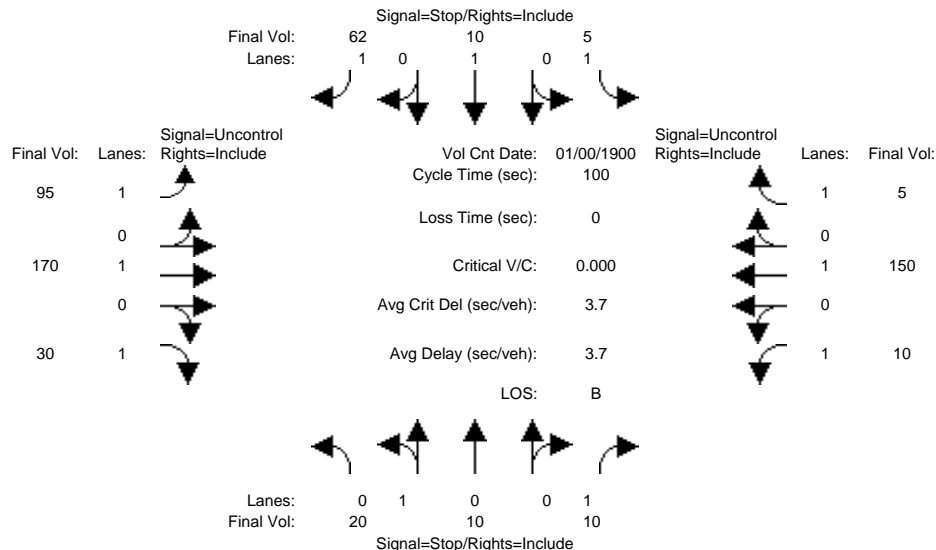 Signal=Stop/Rights=Include
Final Vol: 62 10 5
Lanes: 1 0 1 0 1
Signal=Uncontrol
Final Vol: Lanes: Rights=Include
Vol Cnt Date: 01/00/1900
Signal=Uncontrol
Rights=Include Lanes: Final Vol:
Cycle Time (sec): 100
95 1
1 5
Loss Time (sec): 0
0
0
170 1
Critical V/C: 0.000
1 150
0
Avg Crit Del (sec/veh): 3.7
0
30 1
Avg Delay (sec/veh): 3.7
1 10
LOS: B
Lanes: 0 1 0 0 1
Final Vol: 20 10 10
Signal=Stop/Rights=Include